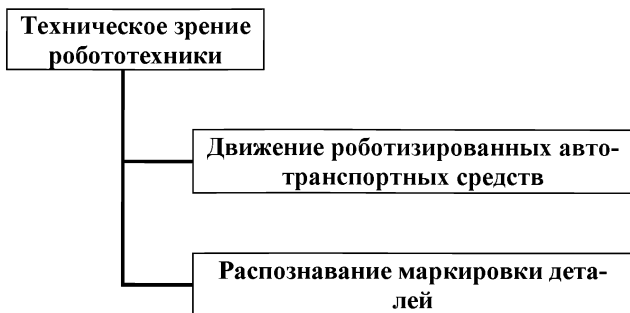 Техническое зрение
робототехники
Движение роботизированных авто-
транспортных средств
Распознавание маркировки дета-
лей